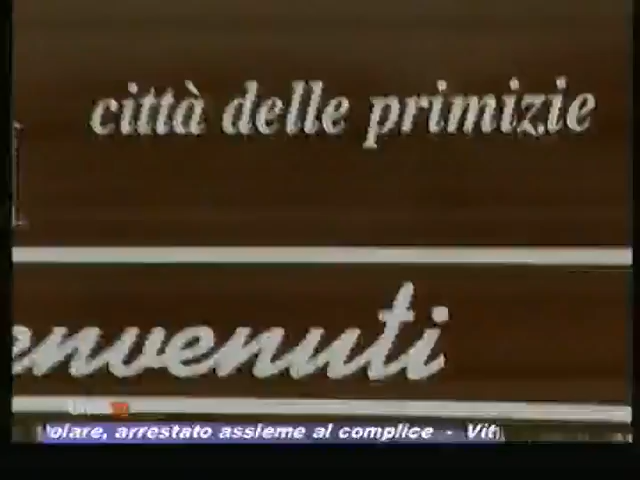 città delle primizie
envenuti
olare, arrestato assieme al complice - Vit